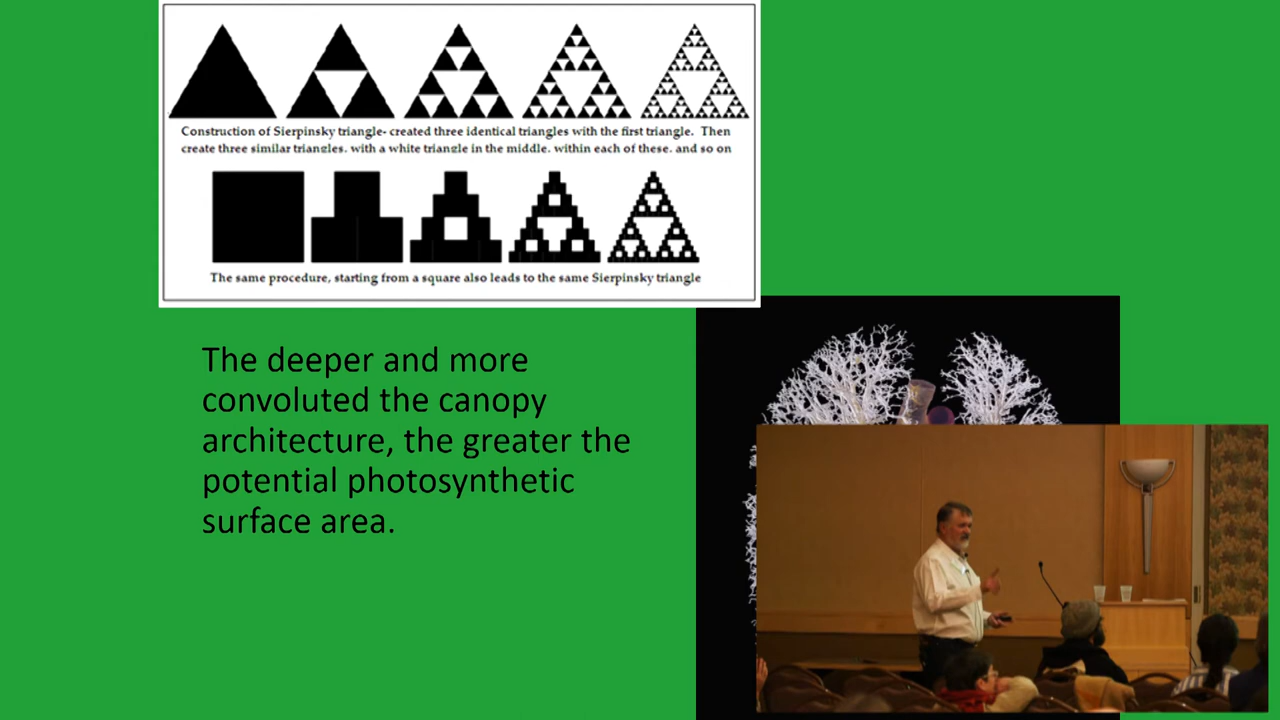 Construction of Sierpinsky triangle- created three identical triangles with the first triangle. Then
create three similar triangles, with a white triangle in the middle, within each of these, and so on
The same procedure, starting from a square also leads to the same Sierpinsky triangle
The deeper and more
convoluted the canopy
architecture, the greater the
potential photosynthetic
surface area.